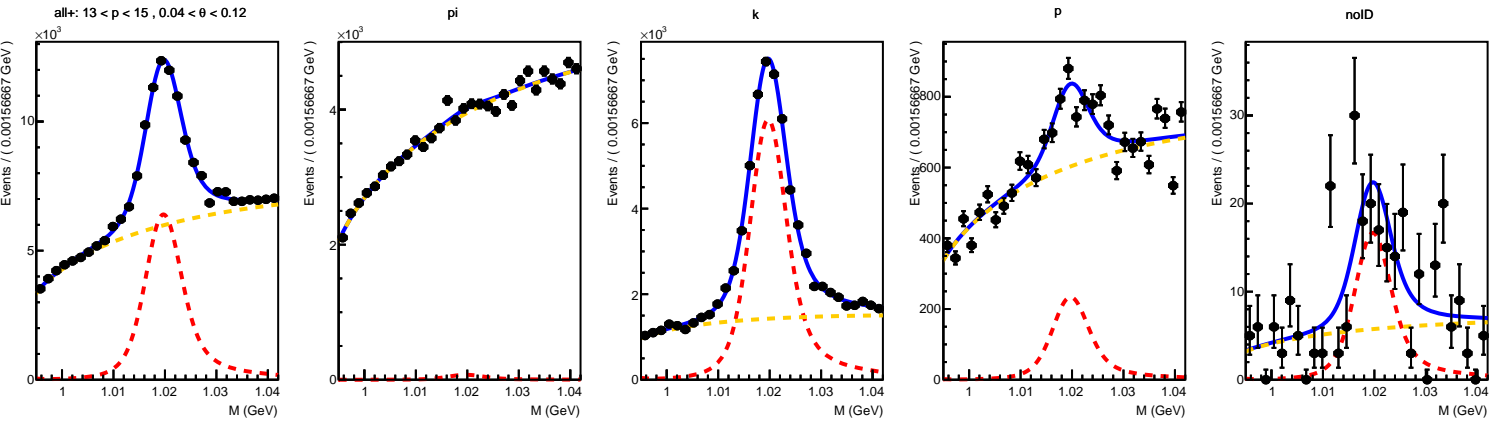 all+: 13 < p < 15 , 0.04 < θ < 0.12
×10³
Events / ( 0.00156667 GeV )
10
5
0
1 1.01 1.02 1.03 1.04
M (GeV)
pi
×10³
Events / ( 0.00156667 GeV )
4
2
0
1 1.01 1.02 1.03 1.04
M (GeV)
k
×10³
Events / ( 0.00156667 GeV )
6
4
2
0
1 1.01 1.02 1.03 1.04
M (GeV)
p
Events / ( 0.00156667 GeV )
800
600
400
200
0
1 1.01 1.02 1.03 1.04
M (GeV)
noID
Events / ( 0.00156667 GeV )
30
20
10
0
1 1.01 1.02 1.03 1.04
M (GeV)